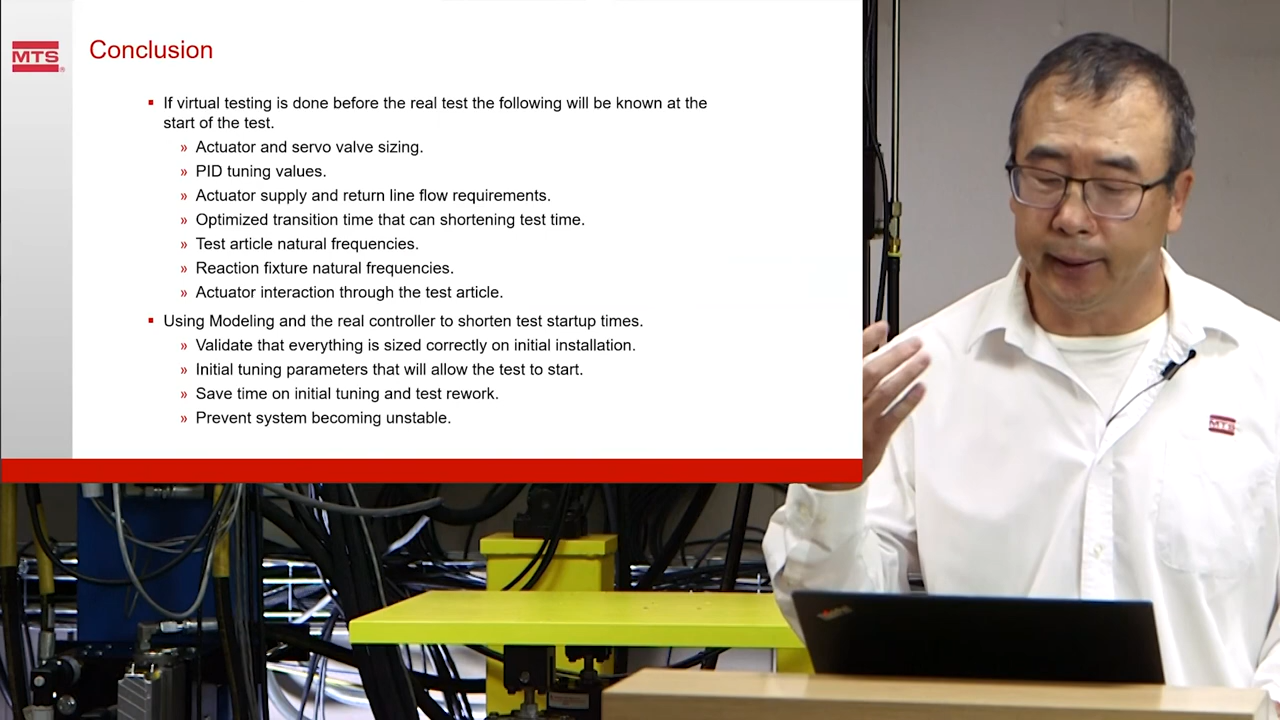 MTS
Conclusion
▪ If virtual testing is done before the real test the following will be known at the
start of the test.
» Actuator and servo valve sizing.
» PID tuning values.
» Actuator supply and return line flow requirements.
» Optimized transition time that can shortening test time.
» Test article natural frequencies.
» Reaction fixture natural frequencies.
» Actuator interaction through the test article.
▪ Using Modeling and the real controller to shorten test startup times.
» Validate that everything is sized correctly on initial installation.
» Initial tuning parameters that will allow the test to start.
» Save time on initial tuning and test rework.
» Prevent system becoming unstable.
MTS